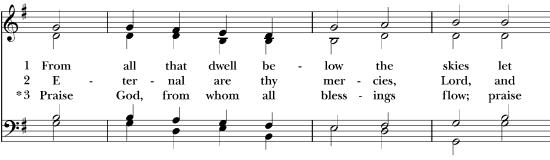 1 From all that dwell be - low the skies let
2 E - ter - nal are thy mer - cies, Lord, and
*3 Praise God, from whom all bless - ings flow; praise